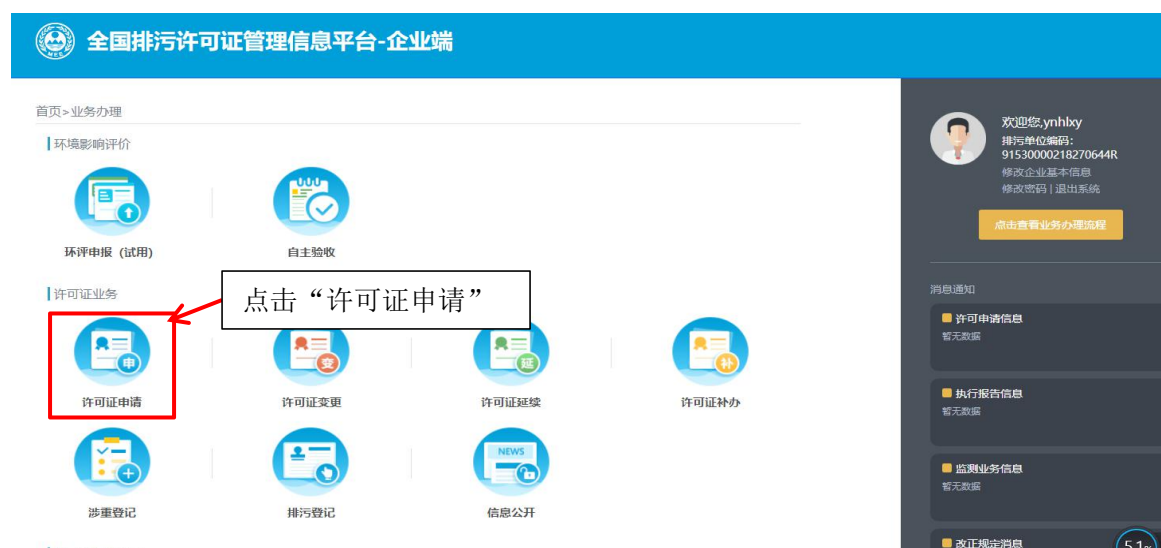 MEE
全国排污许可证管理信息平台-企业端
首页>业务办理
环境影响评价
环评申报（试用）
自主验收
许可证业务
点击“许可证申请”
申
变
延
补
许可证申请
许可证变更
许可证延续
许可证补办
NEWS
涉重登记
排污登记
信息公开
欢迎您,ynhlxy
排污单位编码：
91530000218270644R
修改企业基本信息
修改密码 | 退出系统
点击查看业务办理流程
消息通知
许可申请信息
暂无数据
执行报告信息
暂无数据
监测业务信息
暂无数据
改正规定消息